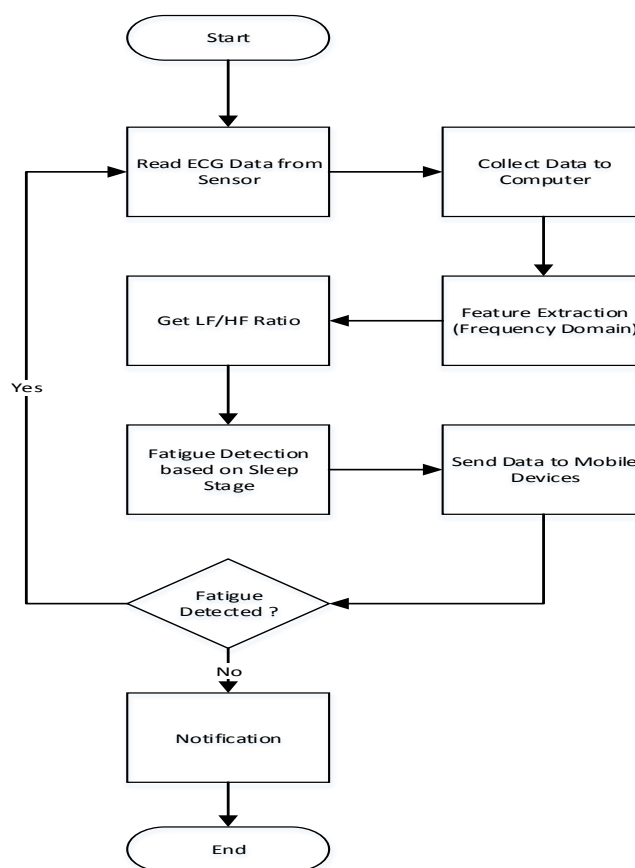 Start
Read ECG Data from
Sensor
Collect Data to
Computer
Feature Extraction
(Frequency Domain)
Get LF/HF Ratio
Fatigue Detection
based on Sleep
Stage
Send Data to Mobile
Devices
Fatigue
Detected ?
Yes
No
Notification
End